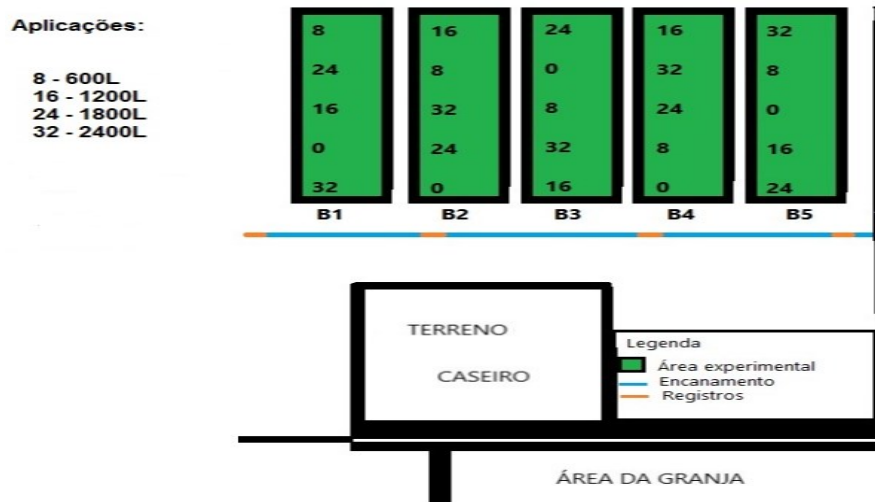 Aplicações:
8 - 600L
16 - 1200L
24 - 1800L
32 - 2400L
8 16 24 16 32
24 8 0 32 8
16 32 8 24 0
0 24 32 8 16
32 0 16 0 24
B1 B2 B3 B4 B5
TERRENO
CASEIRO
Legenda
Área experimental
Encanamento
Registros
ÁREA DA GRANJA